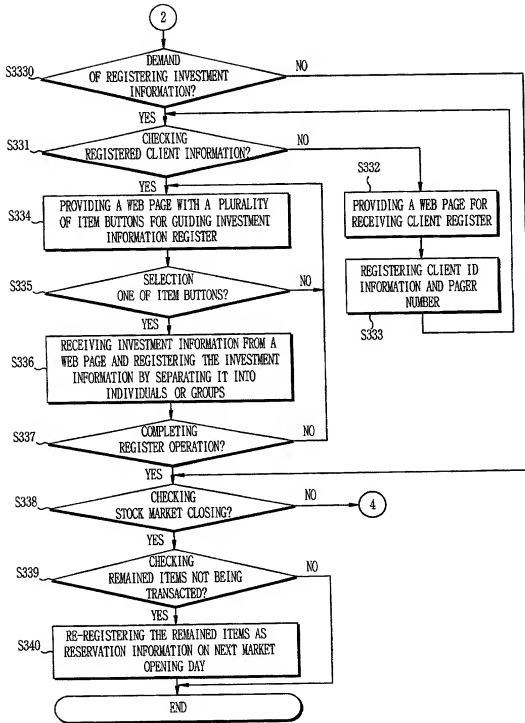 2
S3330
DEMAND
OF REGISTERING INVESTMENT
INFORMATION?
NO
YES
S331
CHECKING
REGISTERED CLIENT INFORMATION?
NO
YES
S332
PROVIDING A WEB PAGE FOR
RECEIVING CLIENT REGISTER
S334
PROVIDING A WEB PAGE WITH A PLURALITY
OF ITEM BUTTONS FOR GUIDING INVESTMENT
INFORMATION REGISTER
REGISTERING CLIENT ID
INFORMATION AND PAGER
NUMBER
S333
S335
SELECTION
ONE OF ITEM BUTTONS?
NO
YES
S336
RECEIVING INVESTMENT INFORMATION FROM A
WEB PAGE AND REGISTERING THE INVESTMENT
INFORMATION BY SEPARATING IT INTO
INDIVIDUALS OR GROUPS
S337
COMPLETING
REGISTER OPERATION?
NO
YES
S338
CHECKING
STOCK MARKET CLOSING?
NO
4
YES
S339
CHECKING
REMAINED ITEMS NOT BEING
TRANSACTED?
NO
YES
S340
RE-REGISTERING THE REMAINED ITEMS AS
RESERVATION INFORMATION ON NEXT MARKET
OPENING DAY
END